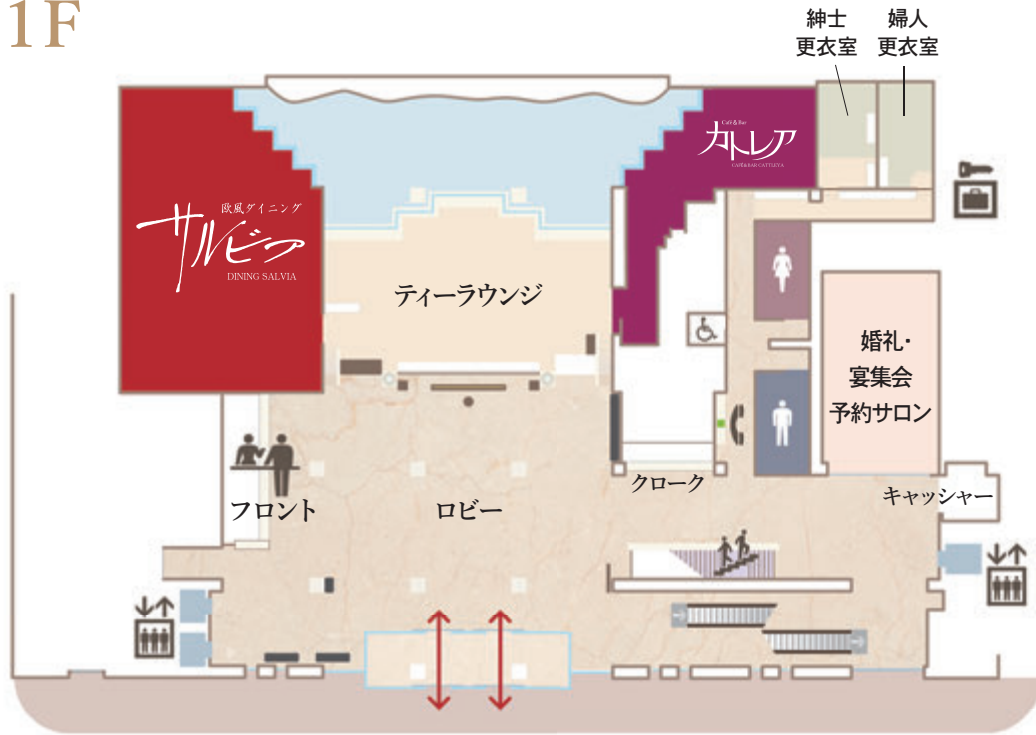 1F
紳士
更衣室
婦人
更衣室
Café & Bar
カトレア
CAFÉ&BAR CATTLEYA
欧風ダイニング
サルビア
DINING SALVIA
ティーラウンジ
婚礼・
宴集会
予約サロン
クローク
キャッシャー
フロント
ロビー